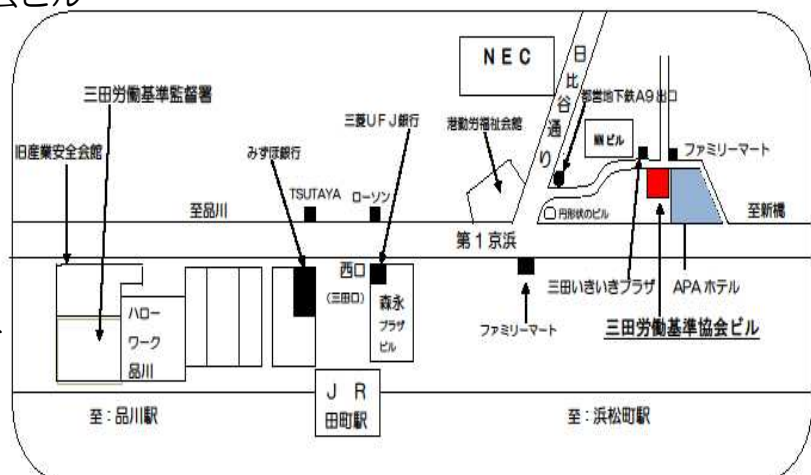 NEC
日比谷通り
三田労働基準監督署
都営地下鉄A9出口
三菱UFJ銀行
港勤労福祉会館
NNビル
旧産業安全会館
みずほ銀行
ファミリーマート
TSUTAYA
ローソン
至品川
円形状のビル
至新橋
第1京浜
西口
(三田口)
三田いきいきプラザ
APAホテル
森永
プラザ
ビル
ファミリーマート
三田労働基準協会ビル
ハロー
ワーク
品川
JR
田町駅
至:品川駅
至:浜松町駅